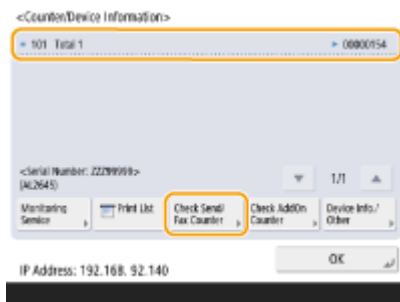 <Counter/Device Information>
101 Total 1 00000154
<Serial Number: ZZZ99999>
(AL2645)
1/1
Monitoring Service
Print List
Check Send/ Fax Counter
Check AddOn Counter
Device Info./ Other
IP Address: 192.168. 92.140
OK